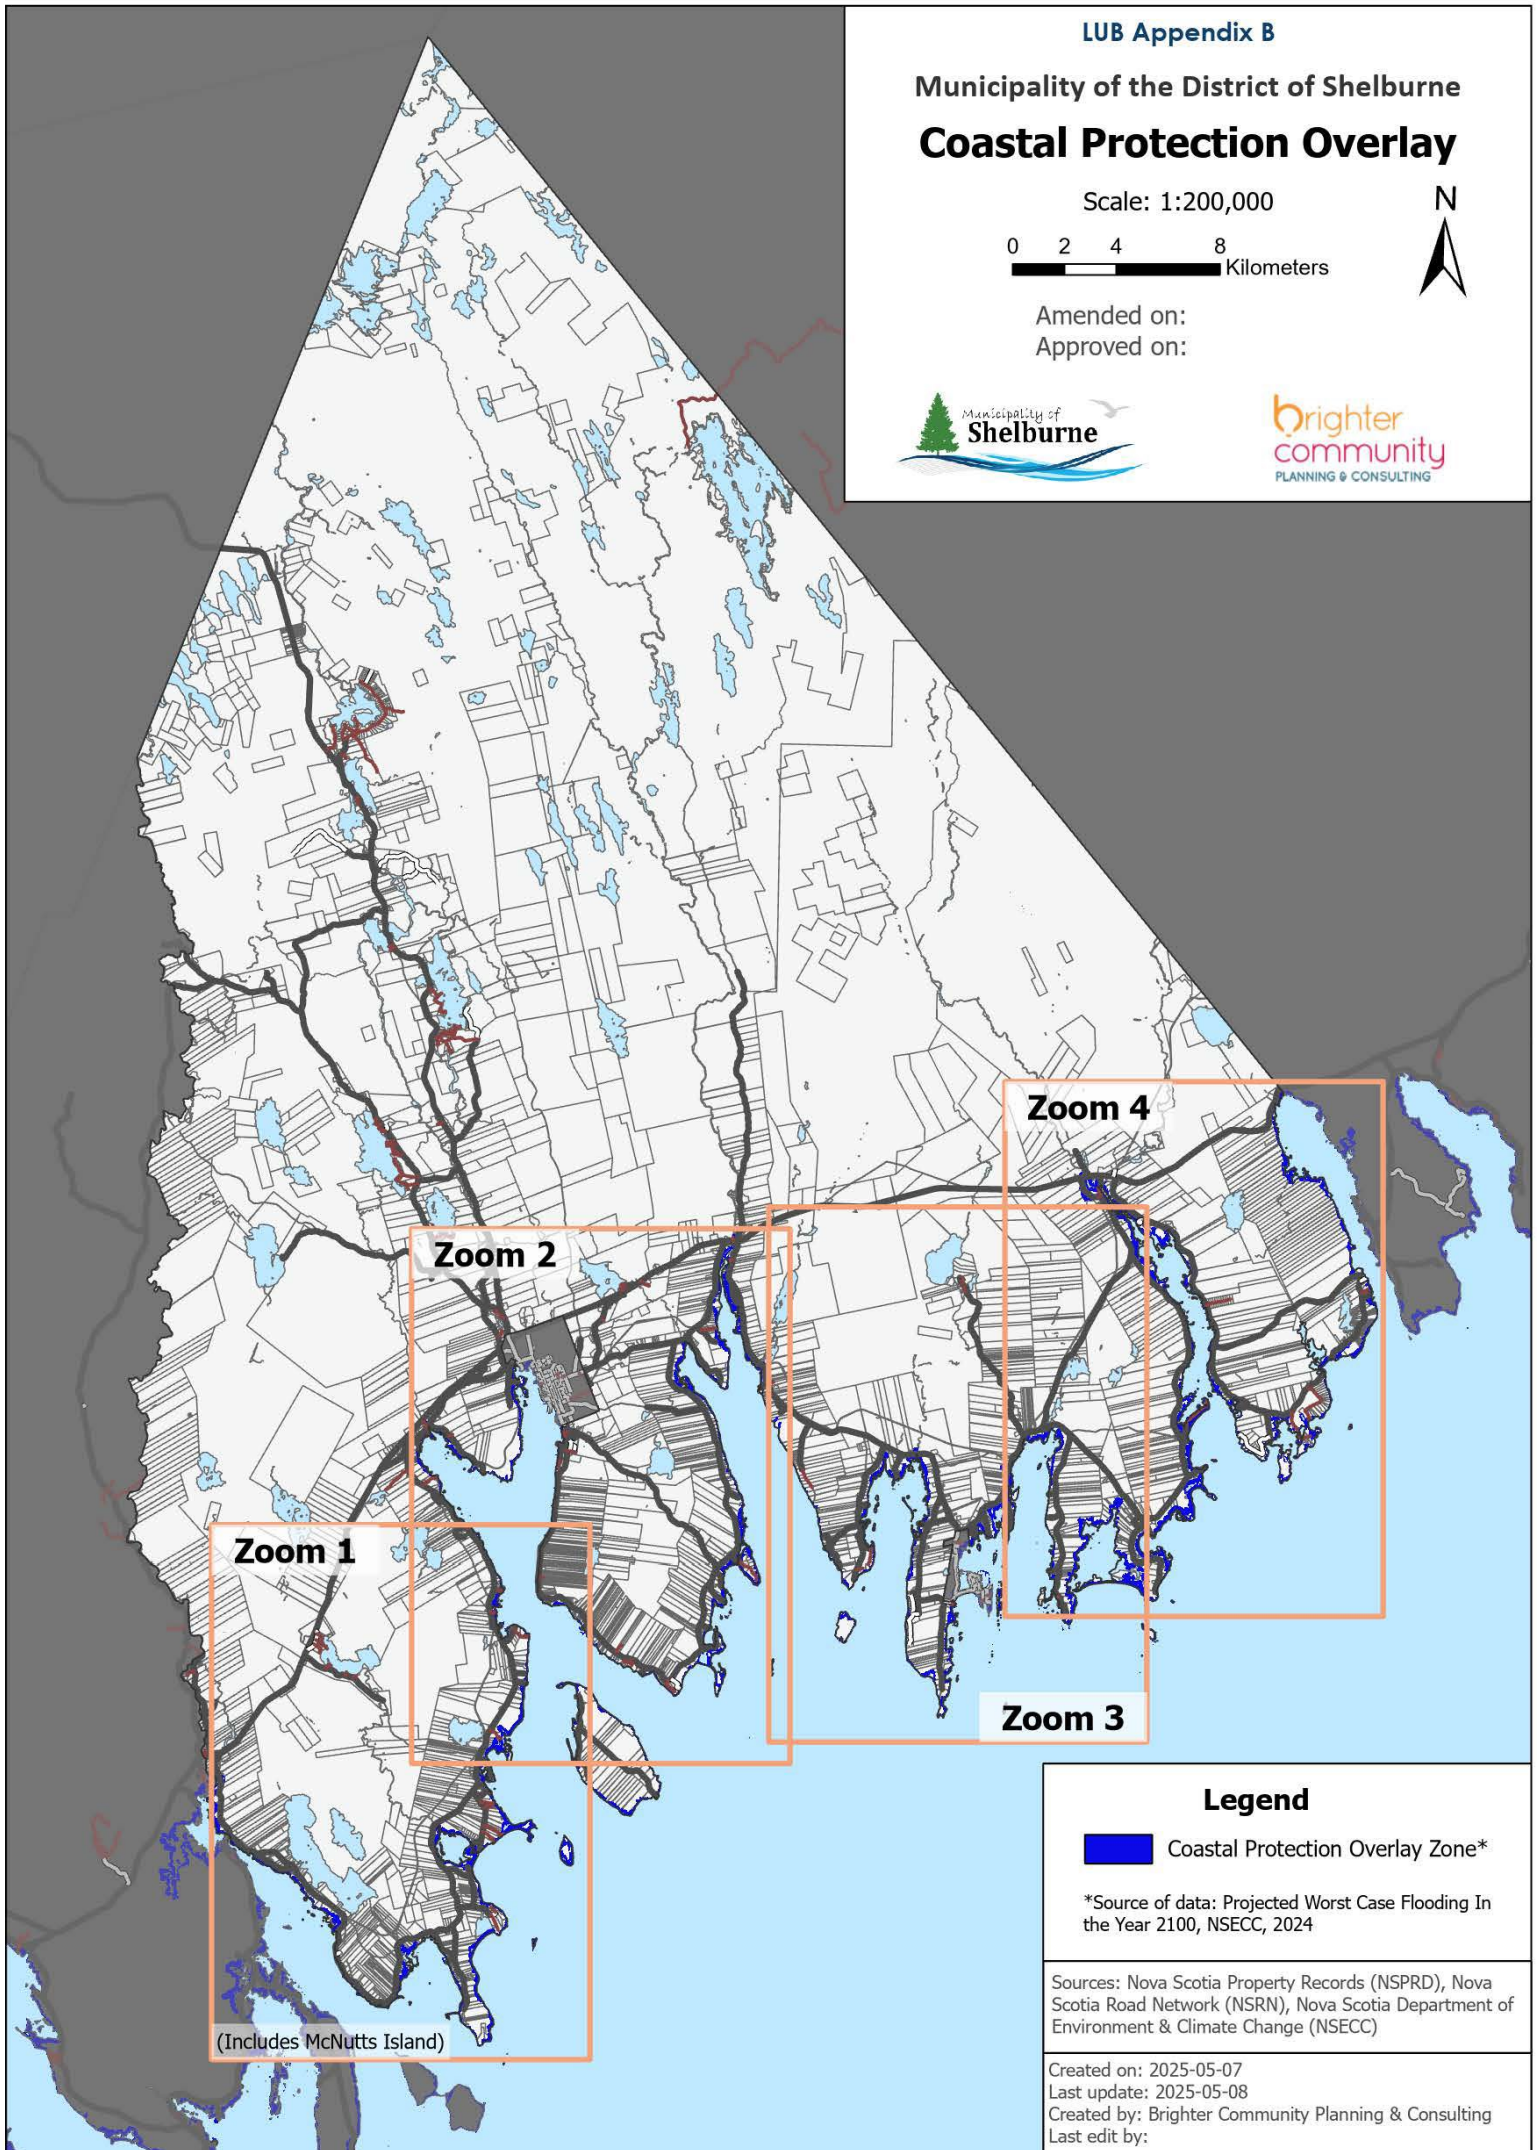 LUB Appendix B
Municipality of the District of Shelburne
Coastal Protection Overlay
Scale: 1:200,000
N
0 2 4 8
Kilometers
Amended on:
Approved on:
Municipality of
Shelburne
brighter
community
PLANNING & CONSULTING
Zoom 4
Zoom 2
Zoom 1
Zoom 3
(Includes McNutts Island)
Legend
Coastal Protection Overlay Zone*
*Source of data: Projected Worst Case Flooding In
the Year 2100, NSECC, 2024
Sources: Nova Scotia Property Records (NSPRD), Nova
Scotia Road Network (NSRN), Nova Scotia Department of
Environment & Climate Change (NSECC)
Created on: 2025-05-07
Last update: 2025-05-08
Created by: Brighter Community Planning & Consulting
Last edit by: